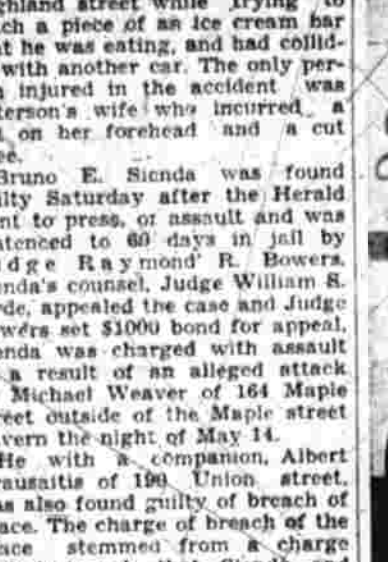 ghland street while trying to
ch a piece of an ice cream bar
t he was eating, and had collid-
with another car. The only per-
injured in the accident was
terson's wife who incurred a
on her forehead and a cut
ee.
Bruno E. Sienda was found
ilty Saturday after the Herald
nt to press, of assault and was
ntenced to 60 days in jail by
dge Raymond R. Bowers.
nda's counsel, Judge William S.
de, appealed the case and Judge
wers set $1000 bond for appeal.
enda was charged with assault
a result of an alleged attack
Michael Weaver of 164 Maple
reet outside of the Maple street
vern the night of May 14.
He with a companion, Albert
ausaitis of Union street,
as also found guilty of breach of
ace. The charge of breach of the
ace stemmed from a charge